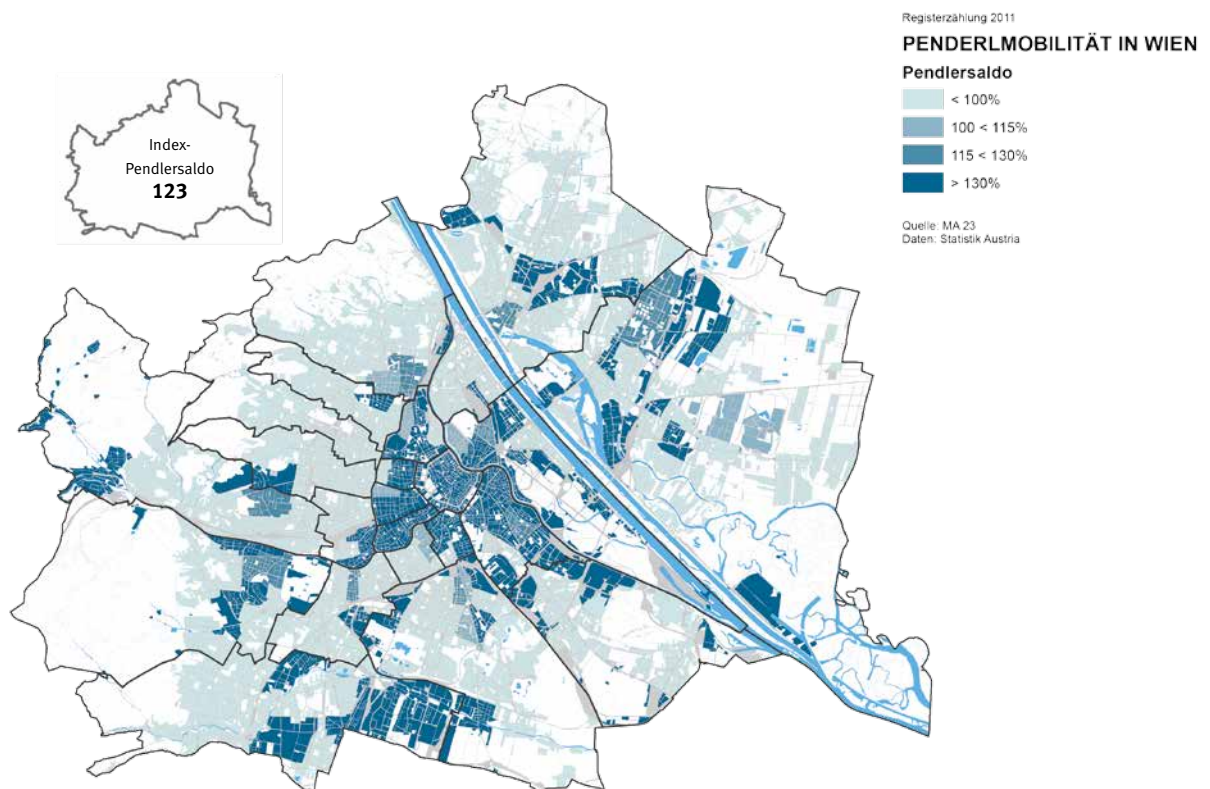 Registerzählung 2011
PENDERLMOBILITÄT IN WIEN
Pendlersaldo
< 100%
100 < 115%
115 < 130%
> 130%
Quelle: MA 23
Daten: Statistik Austria
Index-
Pendlersaldo
123